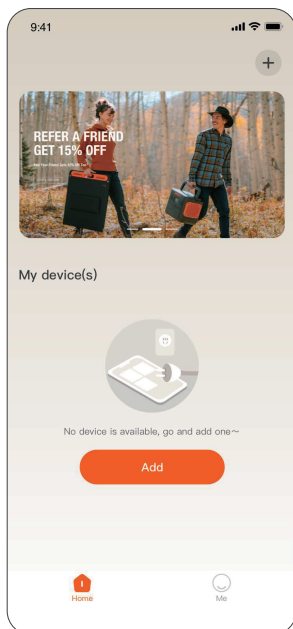 9:41
REFER A FRIEND
GET 15% OFF
My device(s)
No device is available, go and add one~
Add
Home
Me